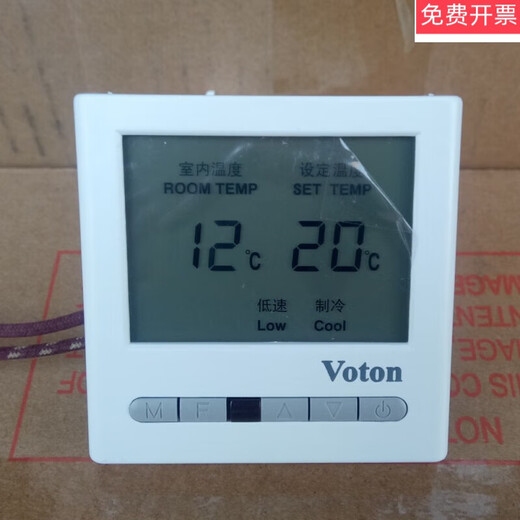 免费开票
室内温度 设定温度
ROOM TEMP SET TEMP
12℃ 20℃
低速 制冷
Low Cool
Voton
M F
NOT